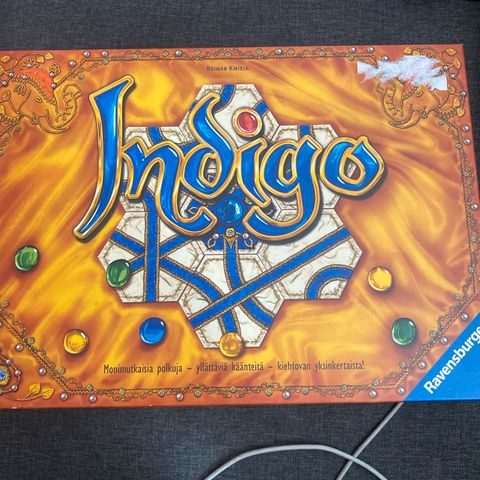 REINER KNIZIA
Indigo
Monimutkaisia polkuja – yllättäviä käänteitä – kiehtovan yksinkertaista!
Ravensburger